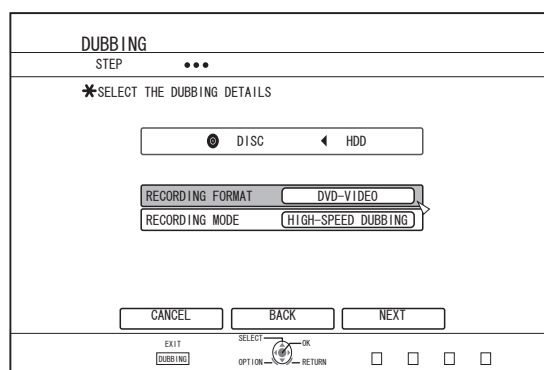 DUBBING
STEP
SELECT THE DUBBING DETAILS
DISC HDD
RECORDING FORMAT DVD-VIDEO
RECORDING MODE HIGH-SPEED DUBBING
CANCEL BACK NEXT
EXIT
DUBBING
SELECT OK
OPTION RETURN